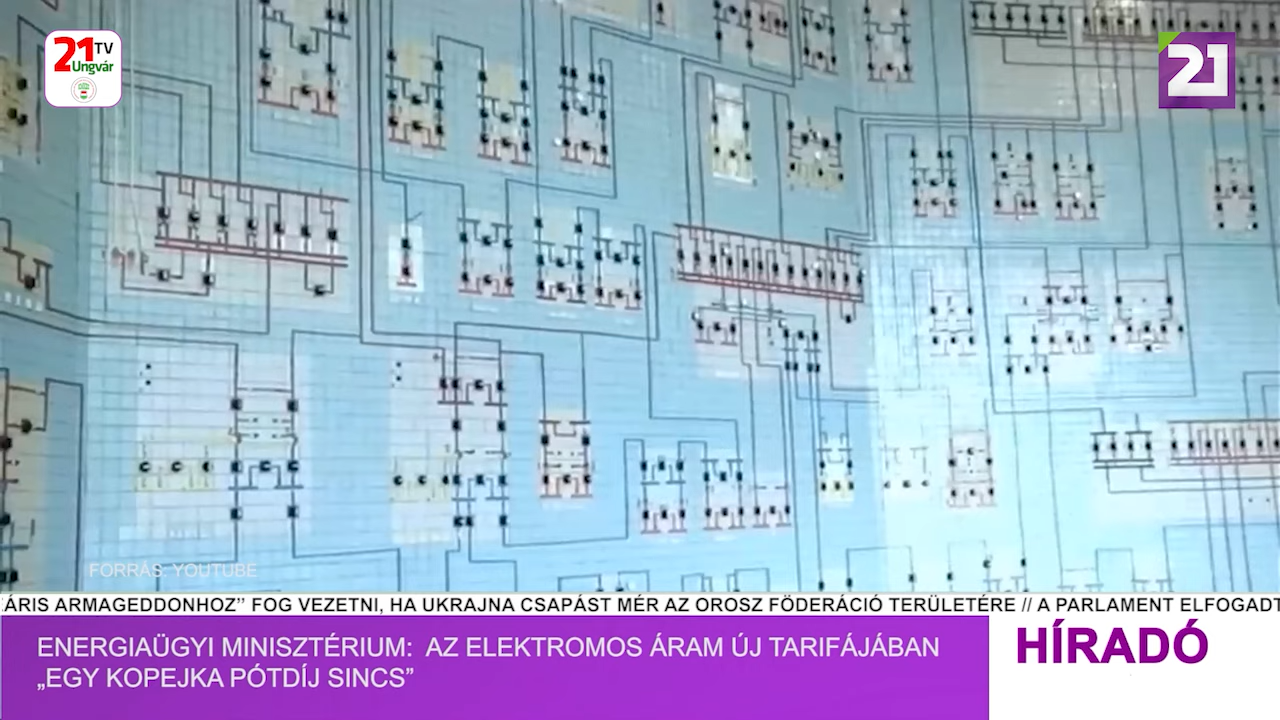 21 TV
Ungvár
21
FORRÁS: YOUTUBE
ÁRIS ARMAGEDDONHOZ” FOG VEZETNI, HA UKRAJNA CSAPÁST MÉR AZ OROSZ FÖDERÁCIÓ TERÜLETÉRE // A PARLAMENT ELFOGADT
ENERGIAÜGYI MINISZTÉRIUM: AZ ELEKTROMOS ÁRAM ÚJ TARIFÁJÁBAN
„EGY KOPEJKA PÓTDÍJ SINCS”
HÍRADÓ